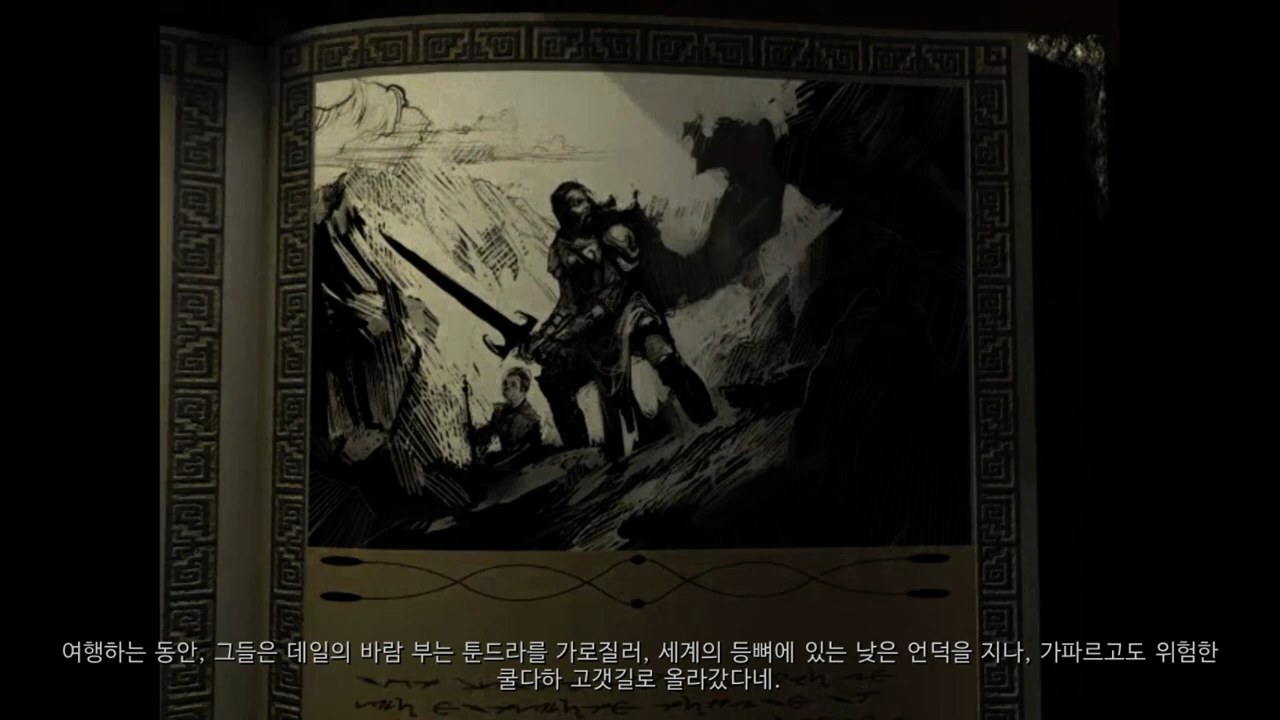 여행하는 동안, 그들은 데일의 바람 부는 툰드라를 가로질러, 세계의 등뼈에 있는 낮은 언덕을 지나, 가파르고도 위험한
쿨다하 고갯길로 올라갔다네.